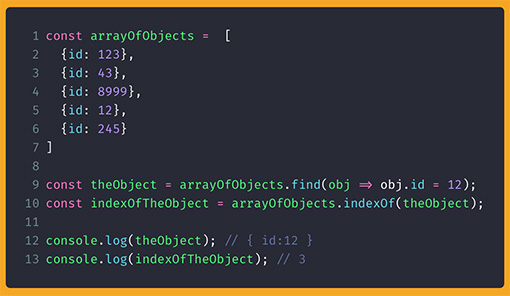 1 const arrayOfObjects =  [
2   {id: 123},
3   {id: 43},
4   {id: 8999},
5   {id: 12},
6   {id: 245}
7 ]
8
9 const theObject = arrayOfObjects.find(obj ⇒ obj.id = 12);
10 const indexOfTheObject = arrayOfObjects.indexOf(theObject);
11
12 console.log(theObject); // { id:12 }
13 console.log(indexOfTheObject); // 3